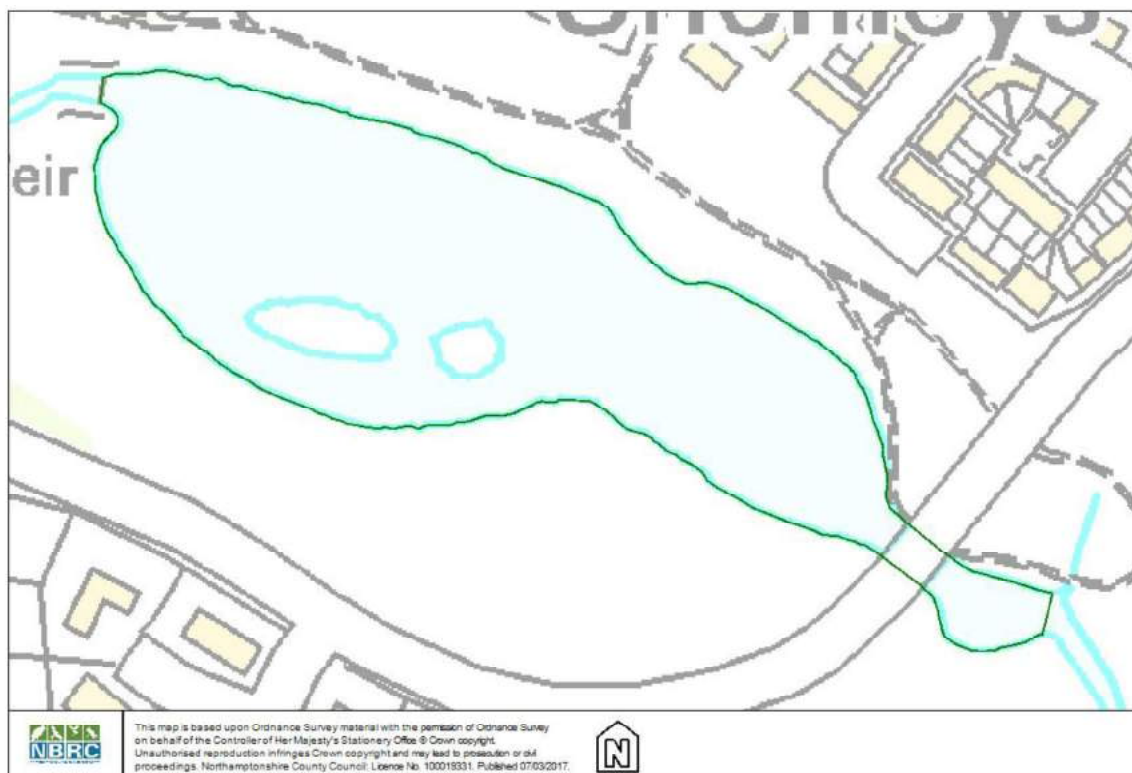 eir
NBRC
This map is based upon Ordnance Survey material with the permission of Ordnance Survey
on behalf of the Controller of Her Majesty's Stationery Office © Crown copyright.
Unauthorised reproduction infringes Crown copyright and may lead to prosecution or civil
proceedings. Northamptonshire County Council: Licence No. 100019331. Published 07/03/2017.
N